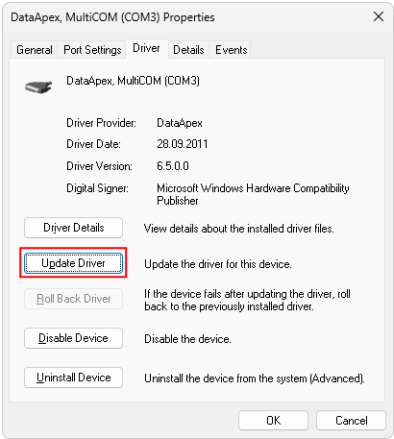 DataApex, MultiCOM (COM3) Properties
General Port Settings Driver Details Events
DataApex, MultiCOM (COM3)
Driver Provider: DataApex
Driver Date: 28.09.2011
Driver Version: 6.5.0.0
Digital Signer: Microsoft Windows Hardware Compatibility
Publisher
Driver Details View details about the installed driver files.
Update Driver Update the driver for this device.
Roll Back Driver If the device fails after updating the driver, roll
back to the previously installed driver.
Disable Device Disable the device.
Uninstall Device Uninstall the device from the system (Advanced).
OK Cancel